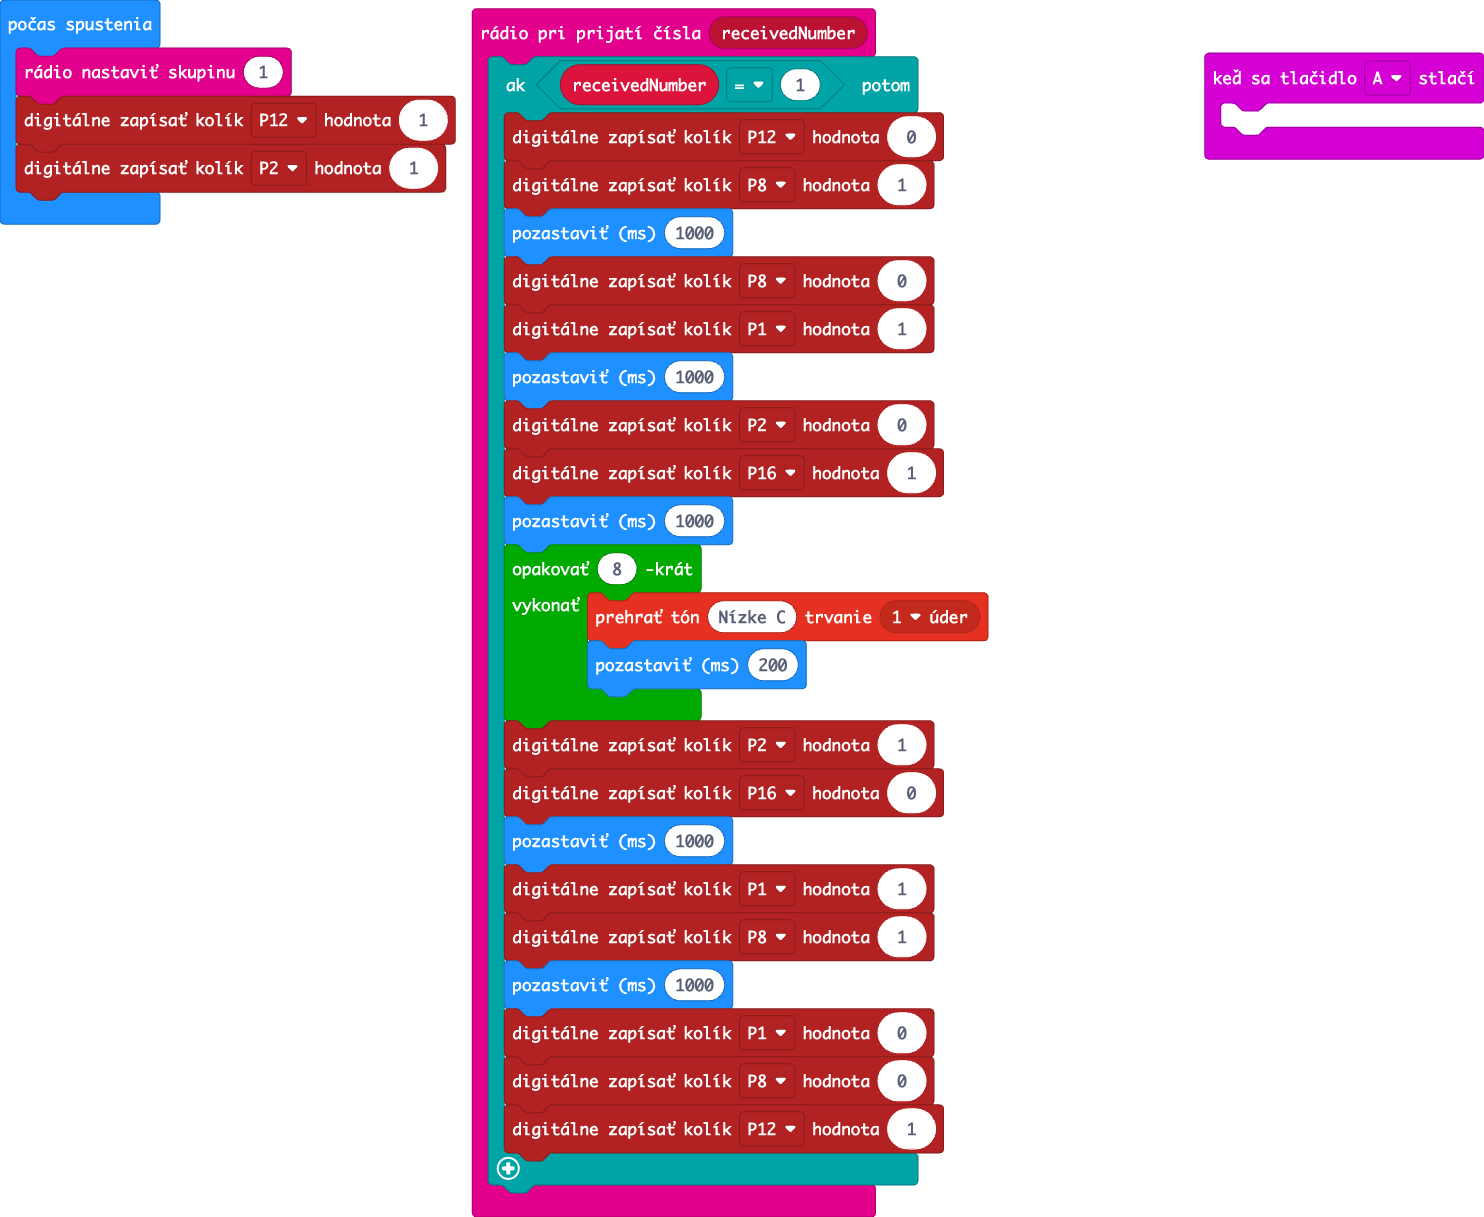 počas spustenia
rádio nastaviť skupinu 1
digitálne zapísať kolík P12 hodnota 1
digitálne zapísať kolík P2 hodnota 1
rádio pri prijatí čísla receivedNumber
ak receivedNumber = 1 potom
digitálne zapísať kolík P12 hodnota 0
digitálne zapísať kolík P8 hodnota 1
pozastaviť (ms) 1000
digitálne zapísať kolík P8 hodnota 0
digitálne zapísať kolík P1 hodnota 1
pozastaviť (ms) 1000
digitálne zapísať kolík P2 hodnota 0
digitálne zapísať kolík P16 hodnota 1
pozastaviť (ms) 1000
opakovať 8 -krát
vykonať
prehrať tón Nízke C trvanie 1 úder
pozastaviť (ms) 200
digitálne zapísať kolík P2 hodnota 1
digitálne zapísať kolík P16 hodnota 0
pozastaviť (ms) 1000
digitálne zapísať kolík P1 hodnota 1
digitálne zapísať kolík P8 hodnota 1
pozastaviť (ms) 1000
digitálne zapísať kolík P1 hodnota 0
digitálne zapísať kolík P8 hodnota 0
digitálne zapísať kolík P12 hodnota 1
keď sa tlačidlo A stlačí